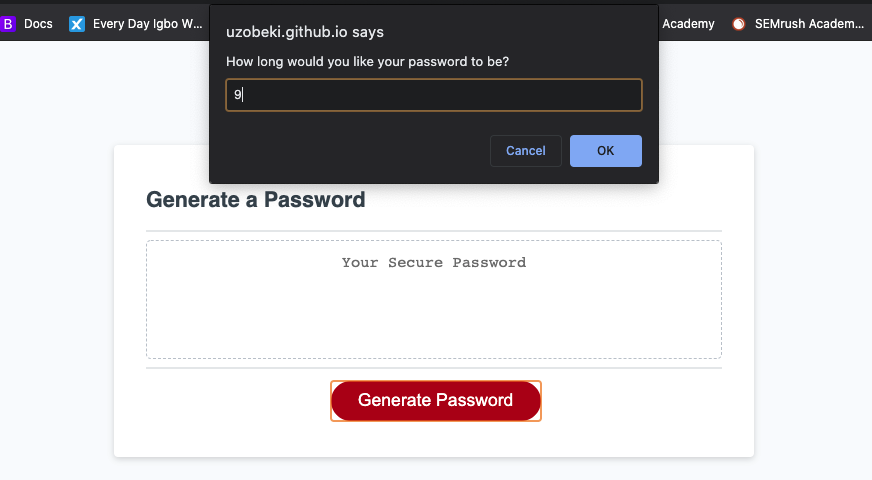 B Docs
Every Day Igbo W...
Academy
SEMrush Academ...
uzobeki.github.io says
How long would you like your password to be?
9
Cancel
OK
Generate a Password
Your Secure Password
Generate Password